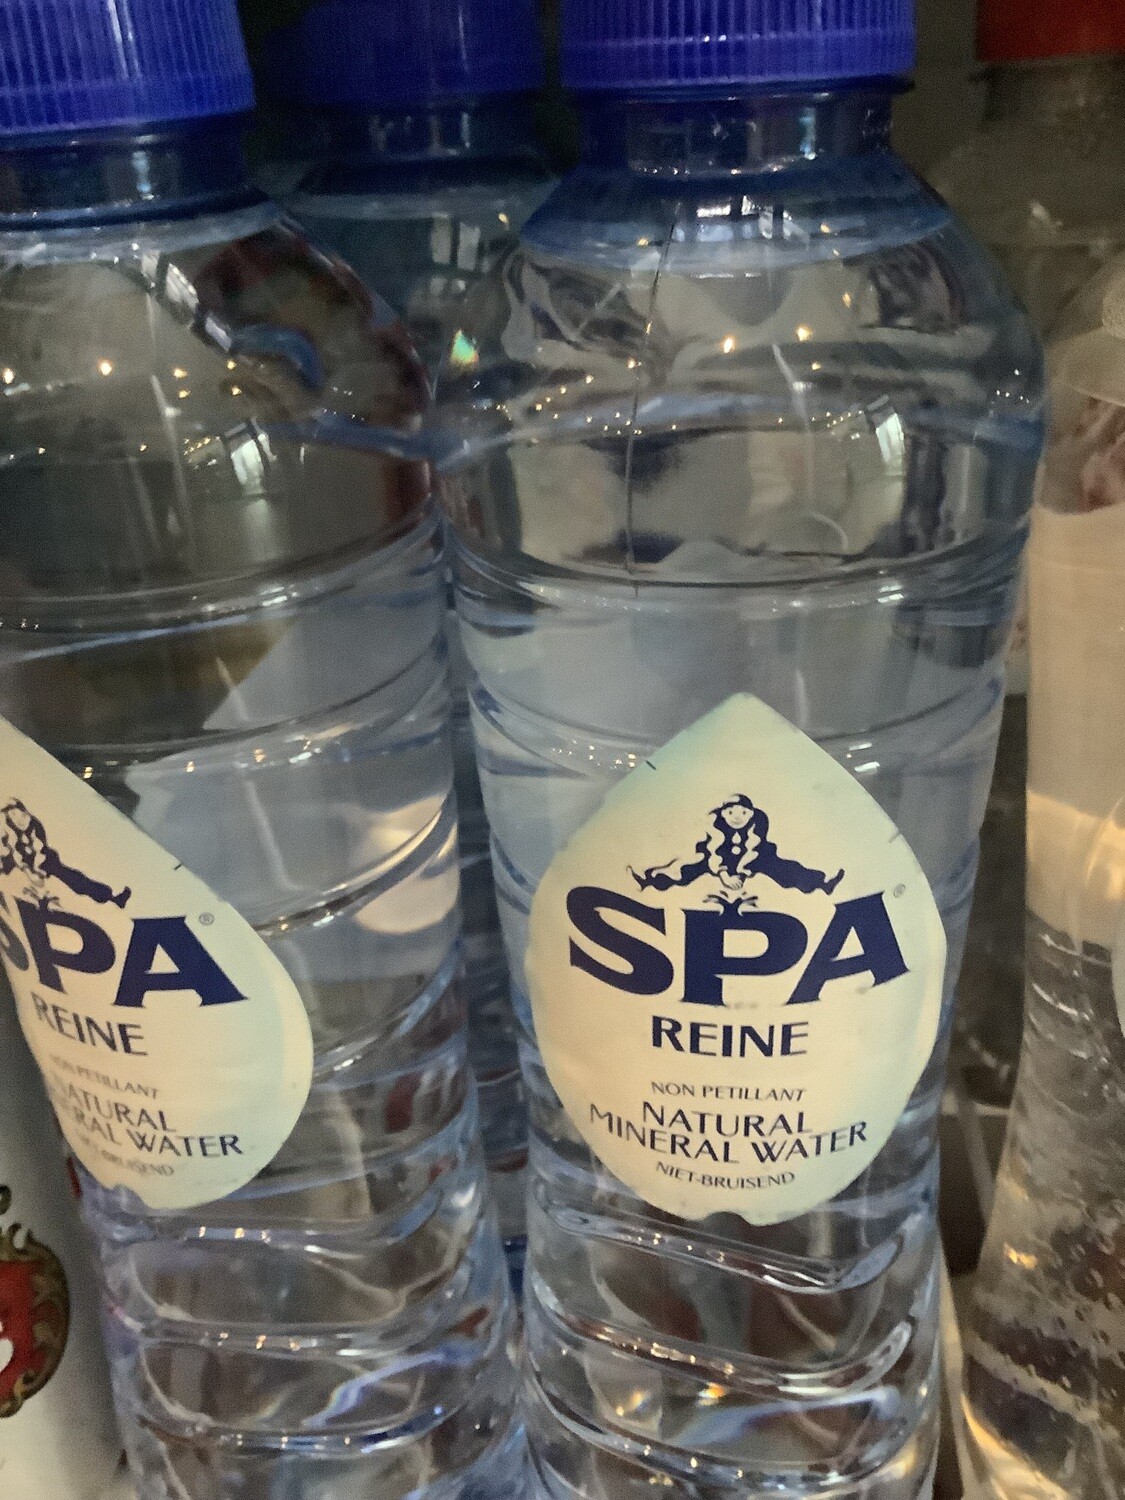 SPA®
REINE
NON PETILLANT
NATURAL
MINERAL WATER
NIET-BRUISEND
SPA®
REINE
NON PETILLANT
NATURAL
MINERAL WATER
NIET-BRUISEND